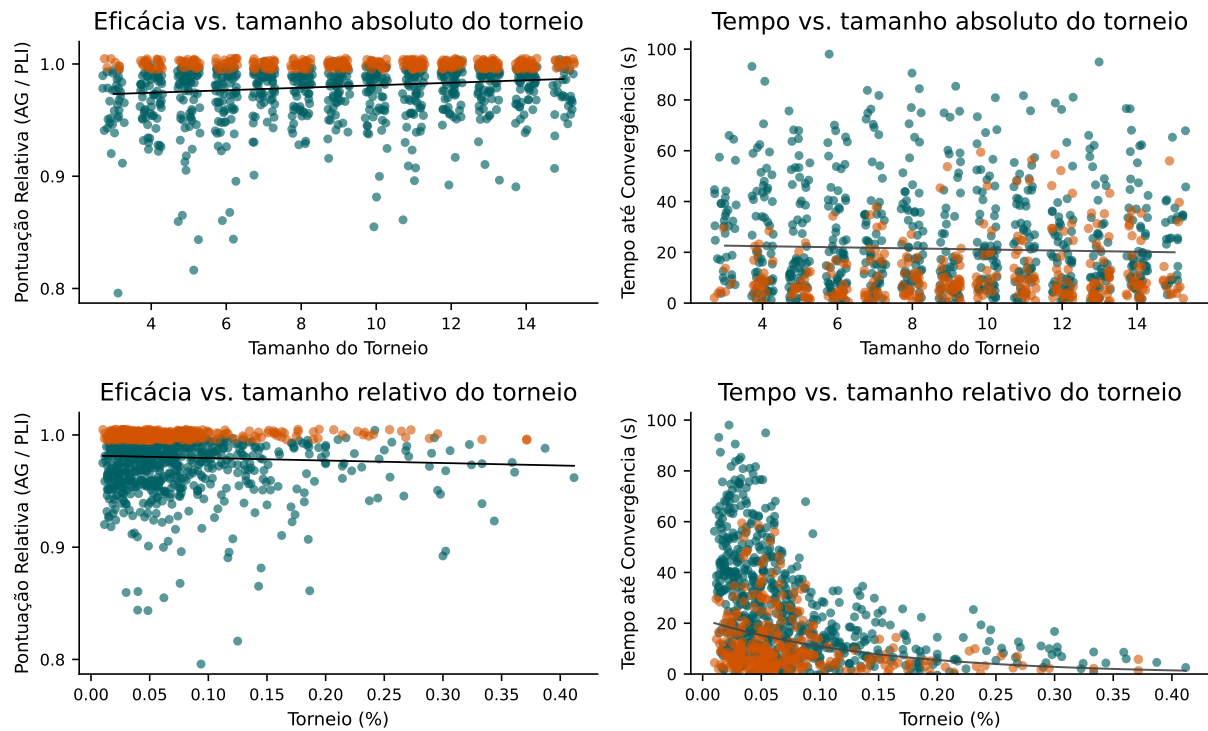 Eficácia vs. tamanho absoluto do torneio
Pontuação Relativa (AG / PLI)
1.0
0.9
0.8
4 6 8 10 12 14
Tamanho do Torneio
Tempo vs. tamanho absoluto do torneio
Tempo até Convergência (s)
100
80
60
40
20
0
4 6 8 10 12 14
Tamanho do Torneio
Eficácia vs. tamanho relativo do torneio
Pontuação Relativa (AG / PLI)
1.0
0.9
0.8
0.00 0.05 0.10 0.15 0.20 0.25 0.30 0.35 0.40
Torneio (%)
Tempo vs. tamanho relativo do torneio
Tempo até Convergência (s)
100
80
60
40
20
0
0.00 0.05 0.10 0.15 0.20 0.25 0.30 0.35 0.40
Torneio (%)